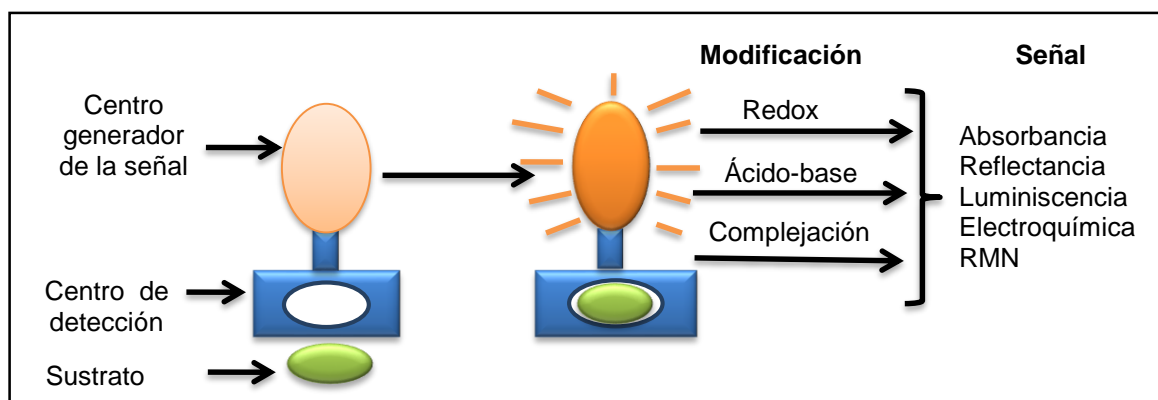 Modificación
Señal
Centro
generador
de la señal
Redox
Ácido-base
Complejación
Absorbancia
Reflectancia
Luminiscencia
Electroquímica
RMN
Centro de
detección
Sustrato